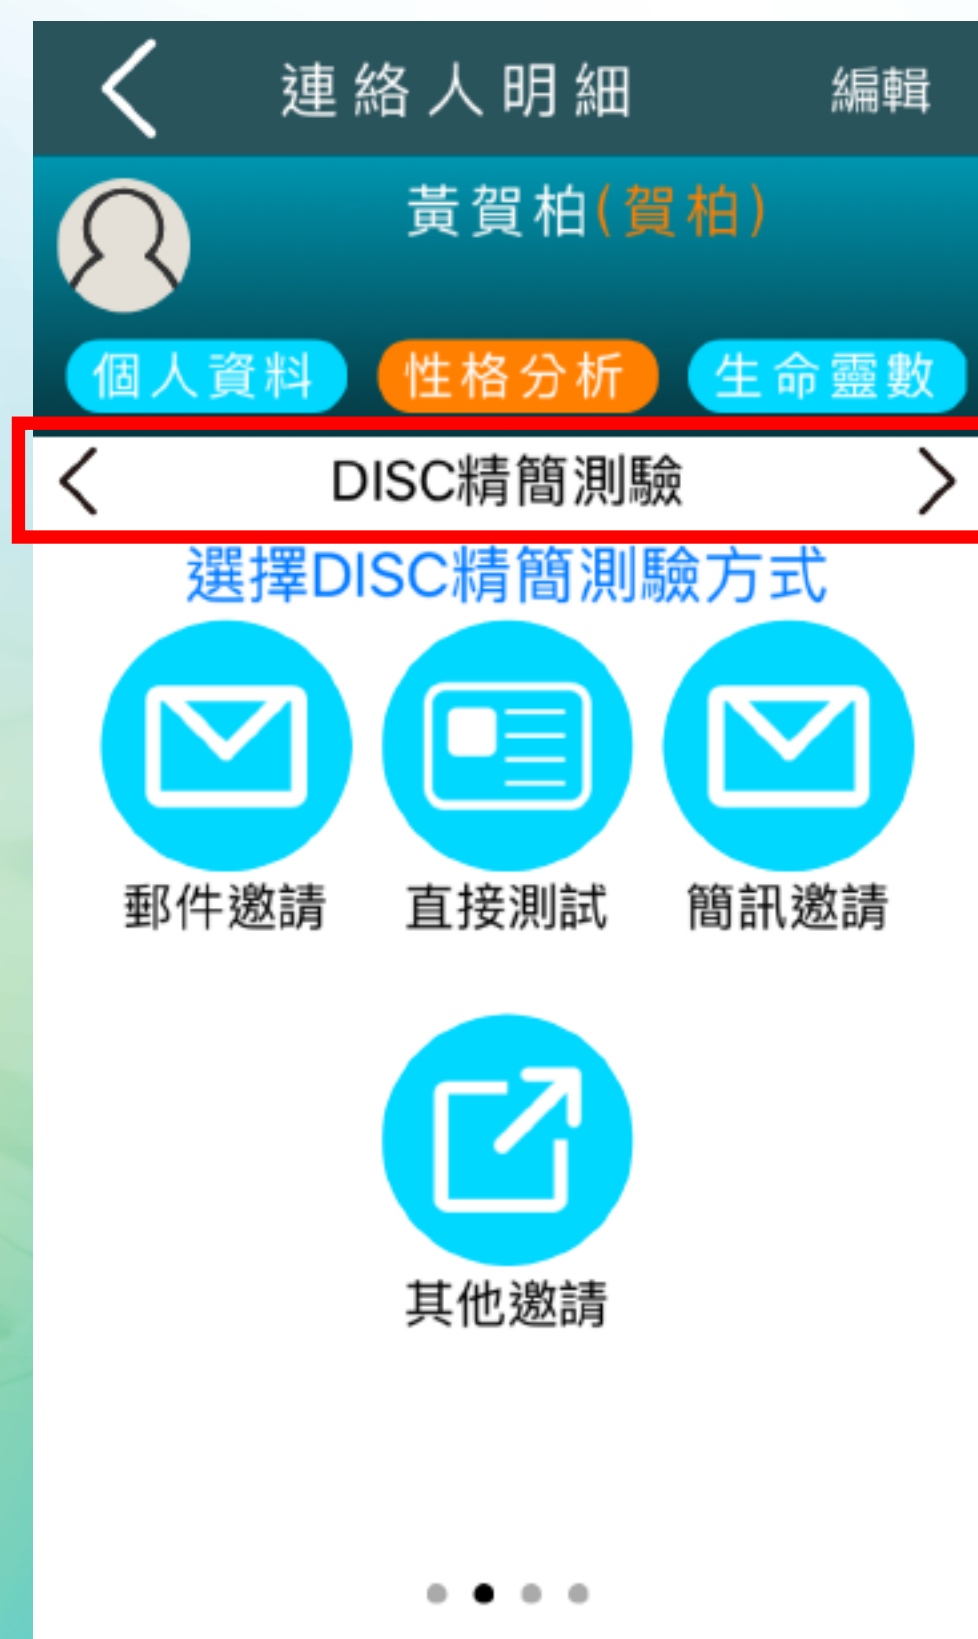 連絡人明細 編輯
黃賀柏(賀柏)
個人資料 性格分析 生命靈數
DISC精簡測驗
選擇DISC精簡測驗方式
郵件邀請 直接測試 簡訊邀請
其他邀請